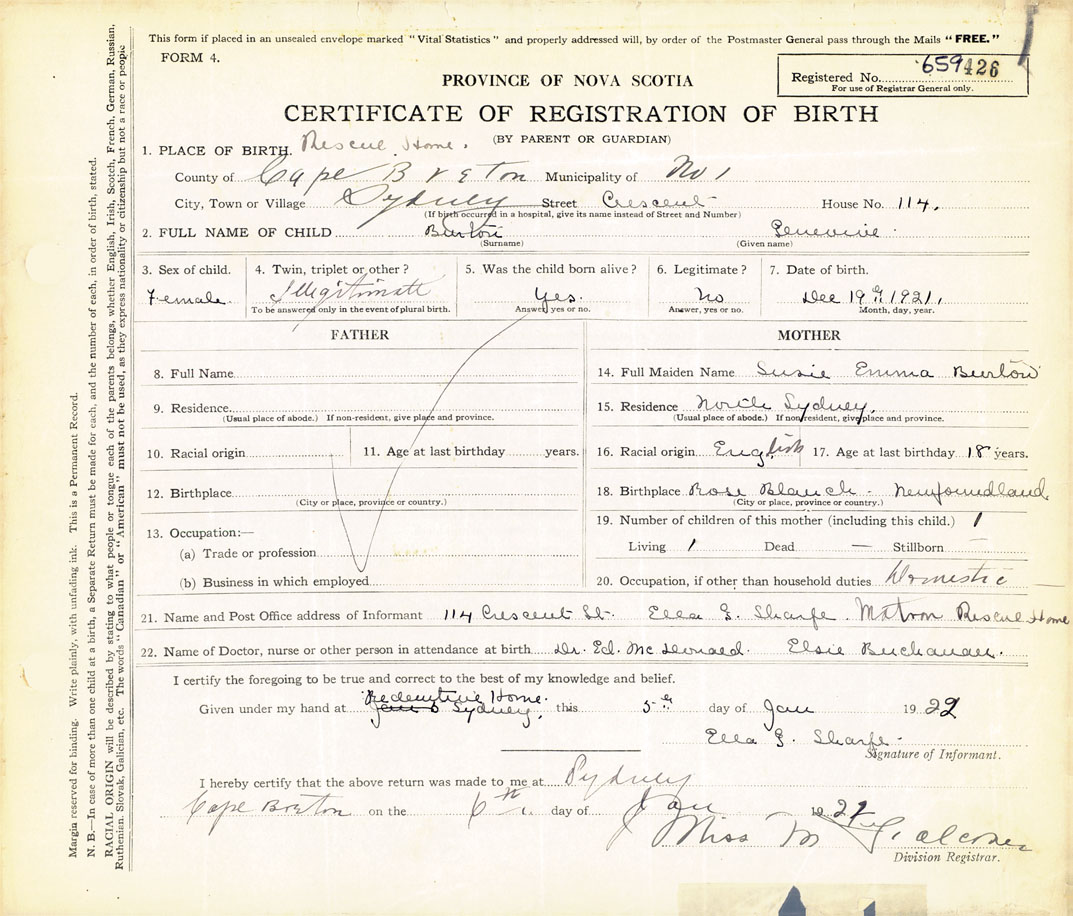 This form if placed in an unsealed envelope marked "Vital Statistics" and properly addressed will, by order of the Postmaster General pass through the Mails "FREE."
FORM 4.
Registered No. 659426
For use of Registrar General only.
PROVINCE OF NOVA SCOTIA
CERTIFICATE OF REGISTRATION OF BIRTH
(BY PARENT OR GUARDIAN)
1. PLACE OF BIRTH. Rescue Home.
County of Cape Breton Municipality of No 1
City, Town or Village Sydney Street Crescent House No. 114.
(If birth occurred in a hospital, give its name instead of Street and Number)
2. FULL NAME OF CHILD Burton Genevine
(Surname) (Given name)
3. Sex of child. 4. Twin, triplet or other? 5. Was the child born alive? 6. Legitimate? 7. Date of birth.
Female. Illegitimate Yes. No Dec 19th 1921.
To be answered only in the event of plural birth. Answer, yes or no. Answer, yes or no. Month, day, year.
FATHER
8. Full Name
9. Residence
(Usual place of abode.) If non-resident, give place and province.
10. Racial origin 11. Age at last birthday years.
12. Birthplace
(City or place, province or country.)
13. Occupation:—
(a) Trade or profession
(b) Business in which employed
MOTHER
14. Full Maiden Name Susie Emma Burton
15. Residence North Sydney.
(Usual place of abode.) If non-resident, give place and province.
16. Racial origin English 17. Age at last birthday 18 years.
18. Birthplace Rose Blanch. Newfoundland
(City or place, province or country.)
19. Number of children of this mother (including this child.) 1
Living 1 Dead — Stillborn —
20. Occupation, if other than household duties Domestic
21. Name and Post Office address of Informant 114 Crescent St. Ella G. Sharfe. Matron Rescue Home
22. Name of Doctor, nurse or other person in attendance at birth Dr. Ed. McDonald. Elsie Buchanan.
I certify the foregoing to be true and correct to the best of my knowledge and belief.
Redemptive Home.
Given under my hand at Sydney, this 5th day of Jan 1922
Ella G. Sharfe.
Signature of Informant.
I hereby certify that the above return was made to me at Sydney
Cape Breton on the 6th day of Jan 192
Miss M Falconer
Division Registrar.
Margin reserved for binding. Write plainly, with unfading ink. This is a Permanent Record.
N. B.—In case of more than one child at a birth, a Separate Return must be made for each, and the number of each, in order of birth, stated.
RACIAL ORIGIN will be described by stating to what people or tongue each of the parents belongs, whether English, Irish, Scotch, French, German, Russian,
Ruthenian, Slovak, Galician, etc. The words "Canadian" or "American" must not be used, as they express nationality or citizenship but not a race or people